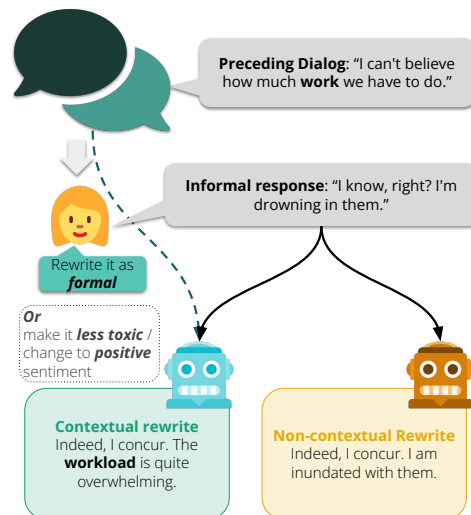 Preceding Dialog: “I can't believe
how much work we have to do.”
Informal response: “I know, right? I'm
drowning in them.”
Rewrite it as
formal
Or
make it less toxic /
change to positive
sentiment
Contextual rewrite
Indeed, I concur. The
workload is quite
overwhelming.
Non-contextual Rewrite
Indeed, I concur. I am
inundated with them.